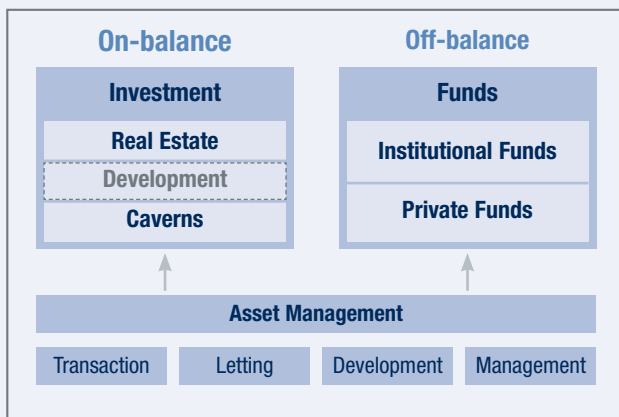 On-balance
Off-balance
Investment
Funds
Real Estate
Development
Caverns
Institutional Funds
Private Funds
Asset Management
Transaction
Letting
Development
Management